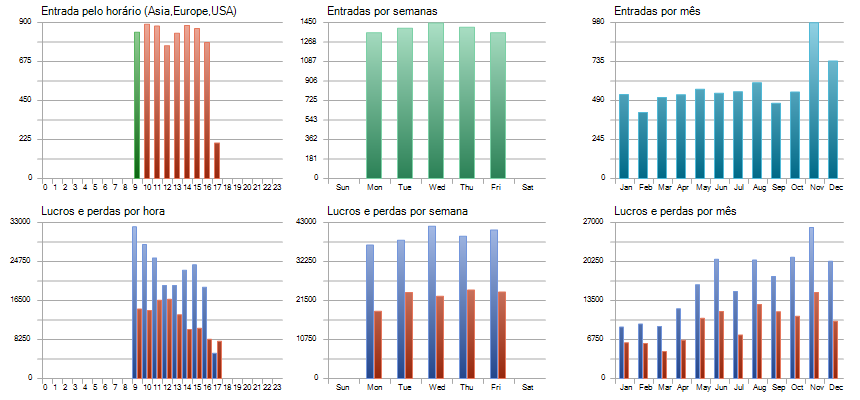 Entrada pelo horário (Asia,Europe,USA)
900
675
450
225
0
0 1 2 3 4 5 6 7 8 9 10 11 12 13 14 15 16 17 18 19 20 21 22 23
Entradas por semanas
1450
1268
1087
906
725
543
362
181
0
Sun Mon Tue Wed Thu Fri Sat
Entradas por mês
980
735
490
245
0
Jan Feb Mar Apr May Jun Jul Aug Sep Oct Nov Dec
Lucros e perdas por hora
33000
24750
16500
8250
0
0 1 2 3 4 5 6 7 8 9 10 11 12 13 14 15 16 17 18 19 20 21 22 23
Lucros e perdas por semana
43000
32250
21500
10750
0
Sun Mon Tue Wed Thu Fri Sat
Lucros e perdas por mês
27000
20250
13500
6750
0
Jan Feb Mar Apr May Jun Jul Aug Sep Oct Nov Dec